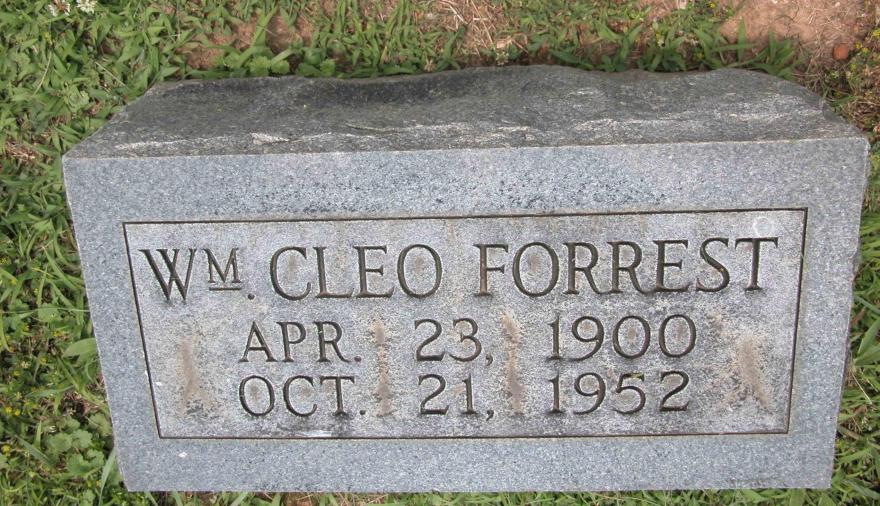 WM. CLEO FORREST
APR. 23, 1900
OCT. 21, 1952